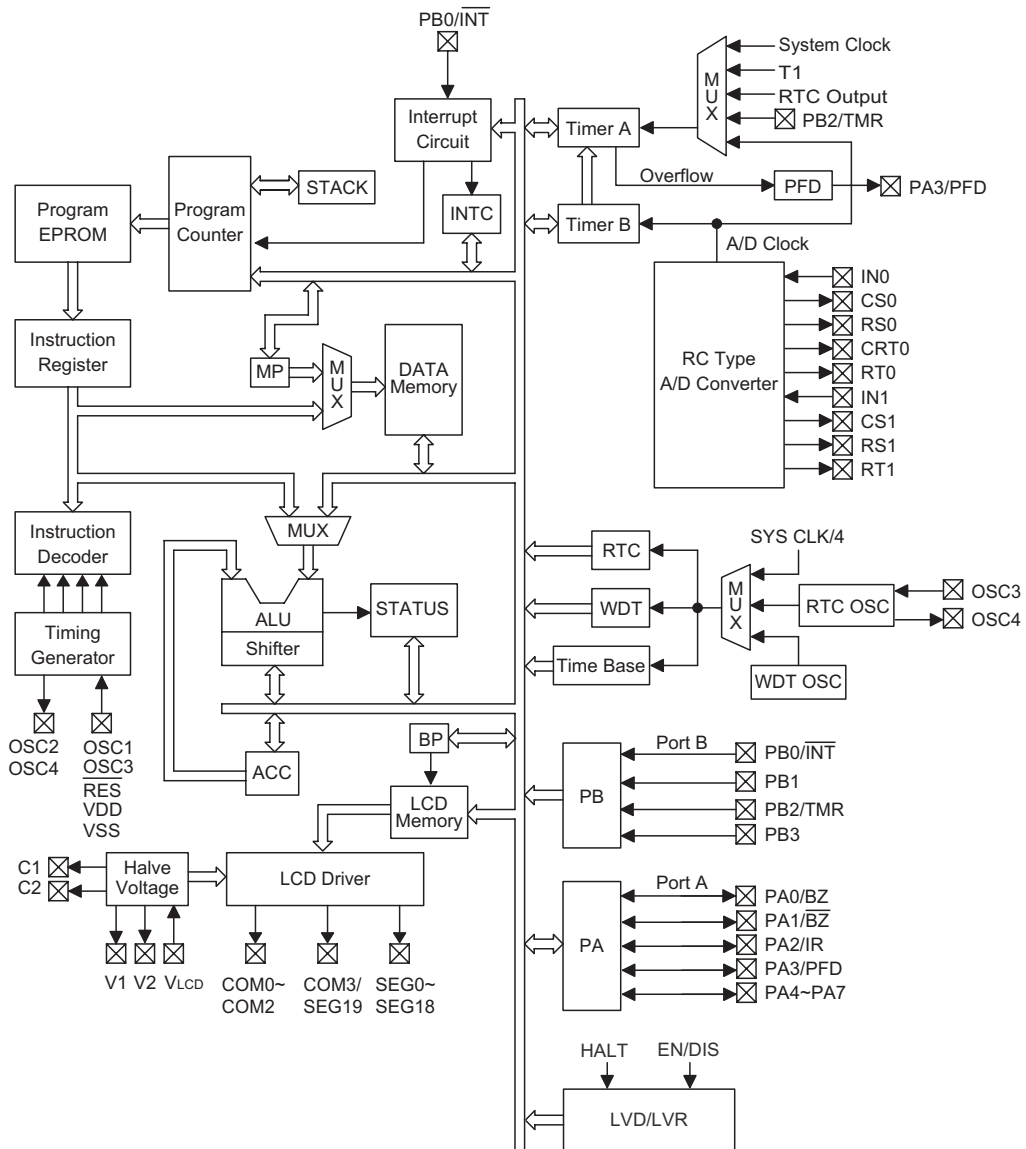 PB0/INT
System Clock
T1
RTC Output
PB2/TMR
MUX
Interrupt
Circuit
Timer A
Overflow
PFD
PA3/PFD
STACK
Program
EPROM
Program
Counter
INTC
Timer B
A/D Clock
IN0
CS0
RS0
CRT0
RT0
IN1
CS1
RS1
RT1
RC Type
A/D Converter
Instruction
Register
MP
MUX
DATA
Memory
MUX
Instruction
Decoder
ALU
Shifter
STATUS
Timing
Generator
RTC
WDT
Time Base
MUX
SYS CLK/4
RTC OSC
WDT OSC
OSC3
OSC4
OSC2
OSC4
OSC1
OSC3
RES
VDD
VSS
ACC
BP
LCD
Memory
PB
Port B
PB0/INT
PB1
PB2/TMR
PB3
C1
C2
Halve
Voltage
LCD Driver
V1
V2
VLCD
COM0~
COM2
COM3/
SEG19
SEG0~
SEG18
PA
Port A
PA0/BZ
PA1/BZ
PA2/IR
PA3/PFD
PA4~PA7
HALT
EN/DIS
LVD/LVR